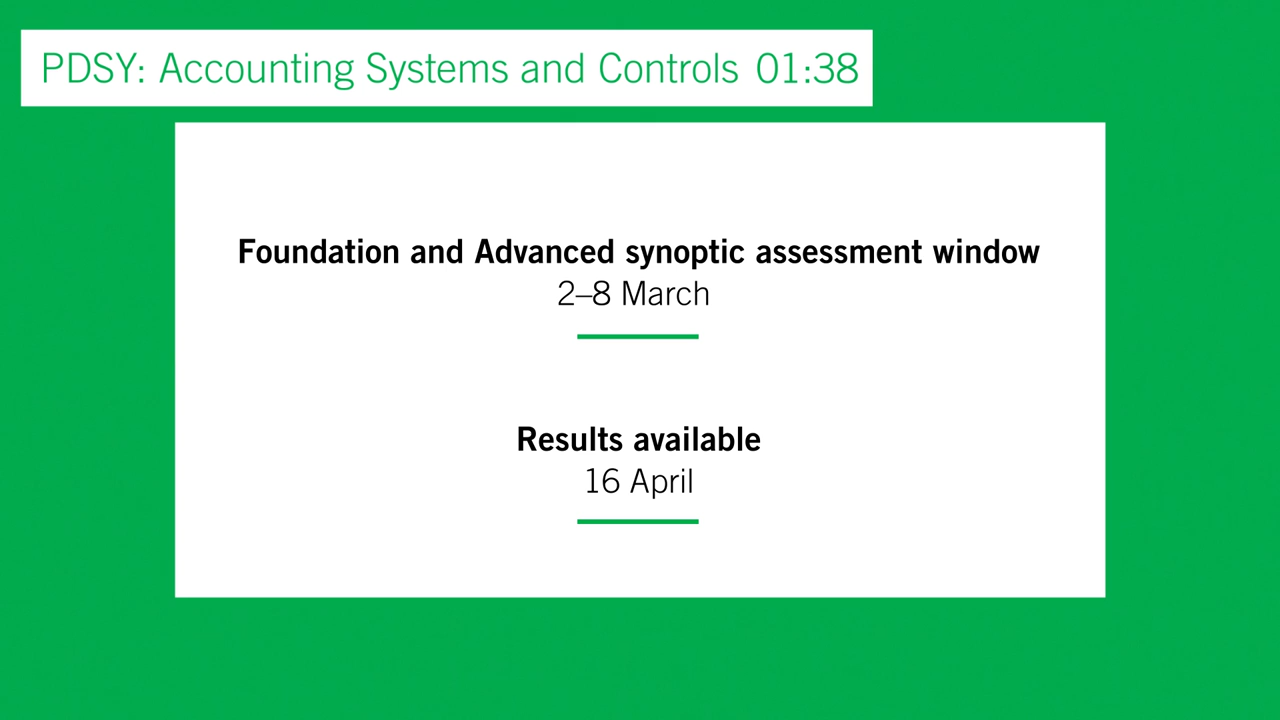 PDSY: Accounting Systems and Controls 01:38
Foundation and Advanced synoptic assessment window
2–8 March
Results available
16 April